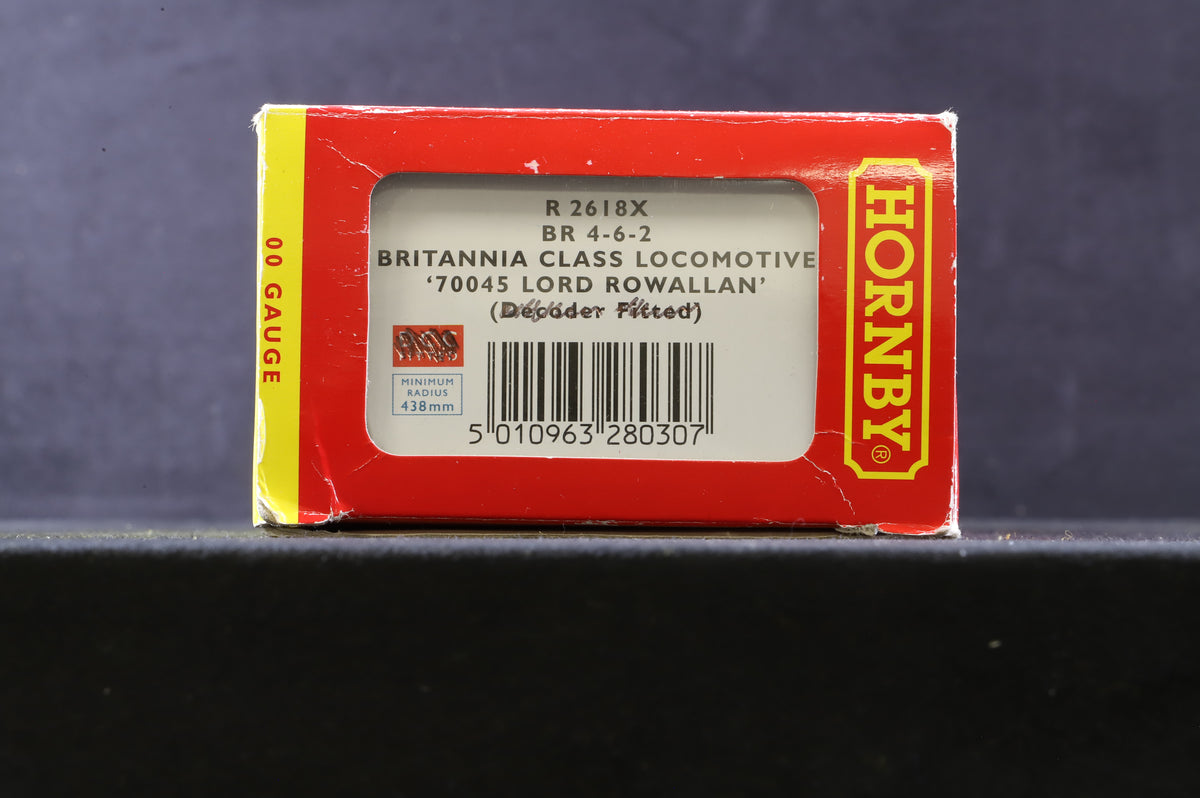 00 GAUGE
R 2618X
BR 4-6-2
BRITANNIA CLASS LOCOMOTIVE
‘70045 LORD ROWALLAN’
(Decoder Fitted)
MINIMUM
RADIUS
438mm
5 010963 280307
HORNBY®